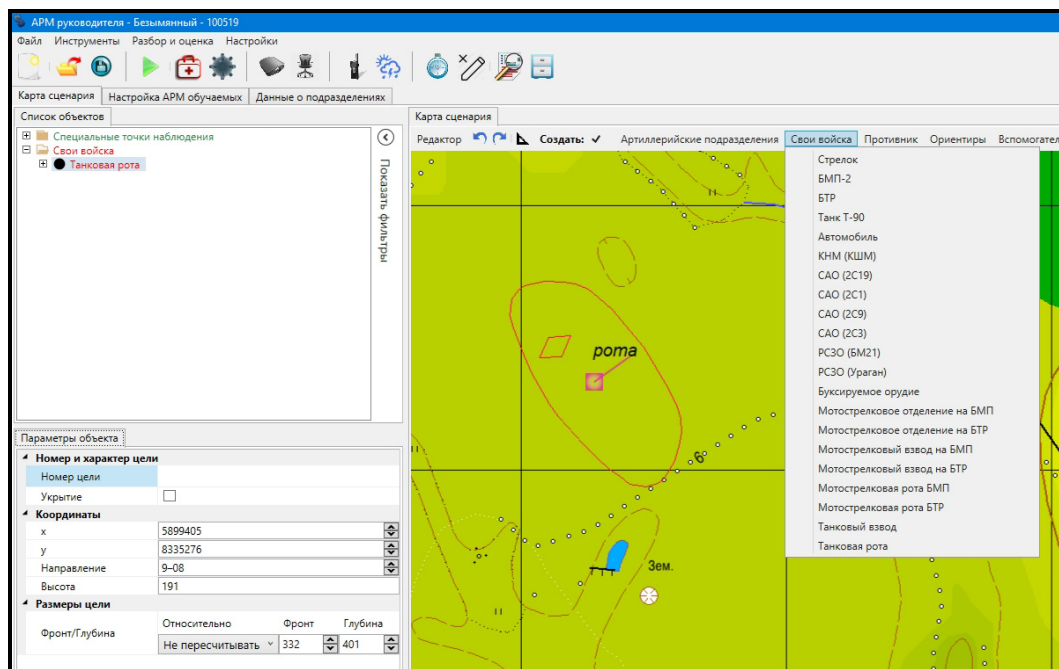 АРМ руководителя - Безымянный - 100519
Файл Инструменты Разбор и оценка Настройки
Карта сценария Настройка АРМ обучаемых Данные о подразделениях
Список объектов
Специальные точки наблюдения
Свои войска
Танковая рота
Показать фильтры
Параметры объекта
Номер и характер цели
Номер цели
Укрытие
Координаты
x 5899405
y 8335276
Направление 9–08
Высота 191
Размеры цели
Относительно Фронт Глубина
Фронт/Глубина Не пересчитывать 332 401
Карта сценария
Редактор Создать: Артиллерийские подразделения Свои войска Противник Ориентиры Вспомогател
Стрелок
БМП-2
БТР
Танк Т-90
Автомобиль
КНМ (КШМ)
САО (2С19)
САО (2С1)
САО (2С9)
САО (2С3)
РСЗО (БМ21)
РСЗО (Ураган)
Буксируемое орудие
Мотострелковое отделение на БМП
Мотострелковое отделение на БТР
Мотострелковый взвод на БМП
Мотострелковый взвод на БТР
Мотострелковая рота БМП
Мотострелковая рота БТР
Танковый взвод
Танковая рота
рота
6
Зем.